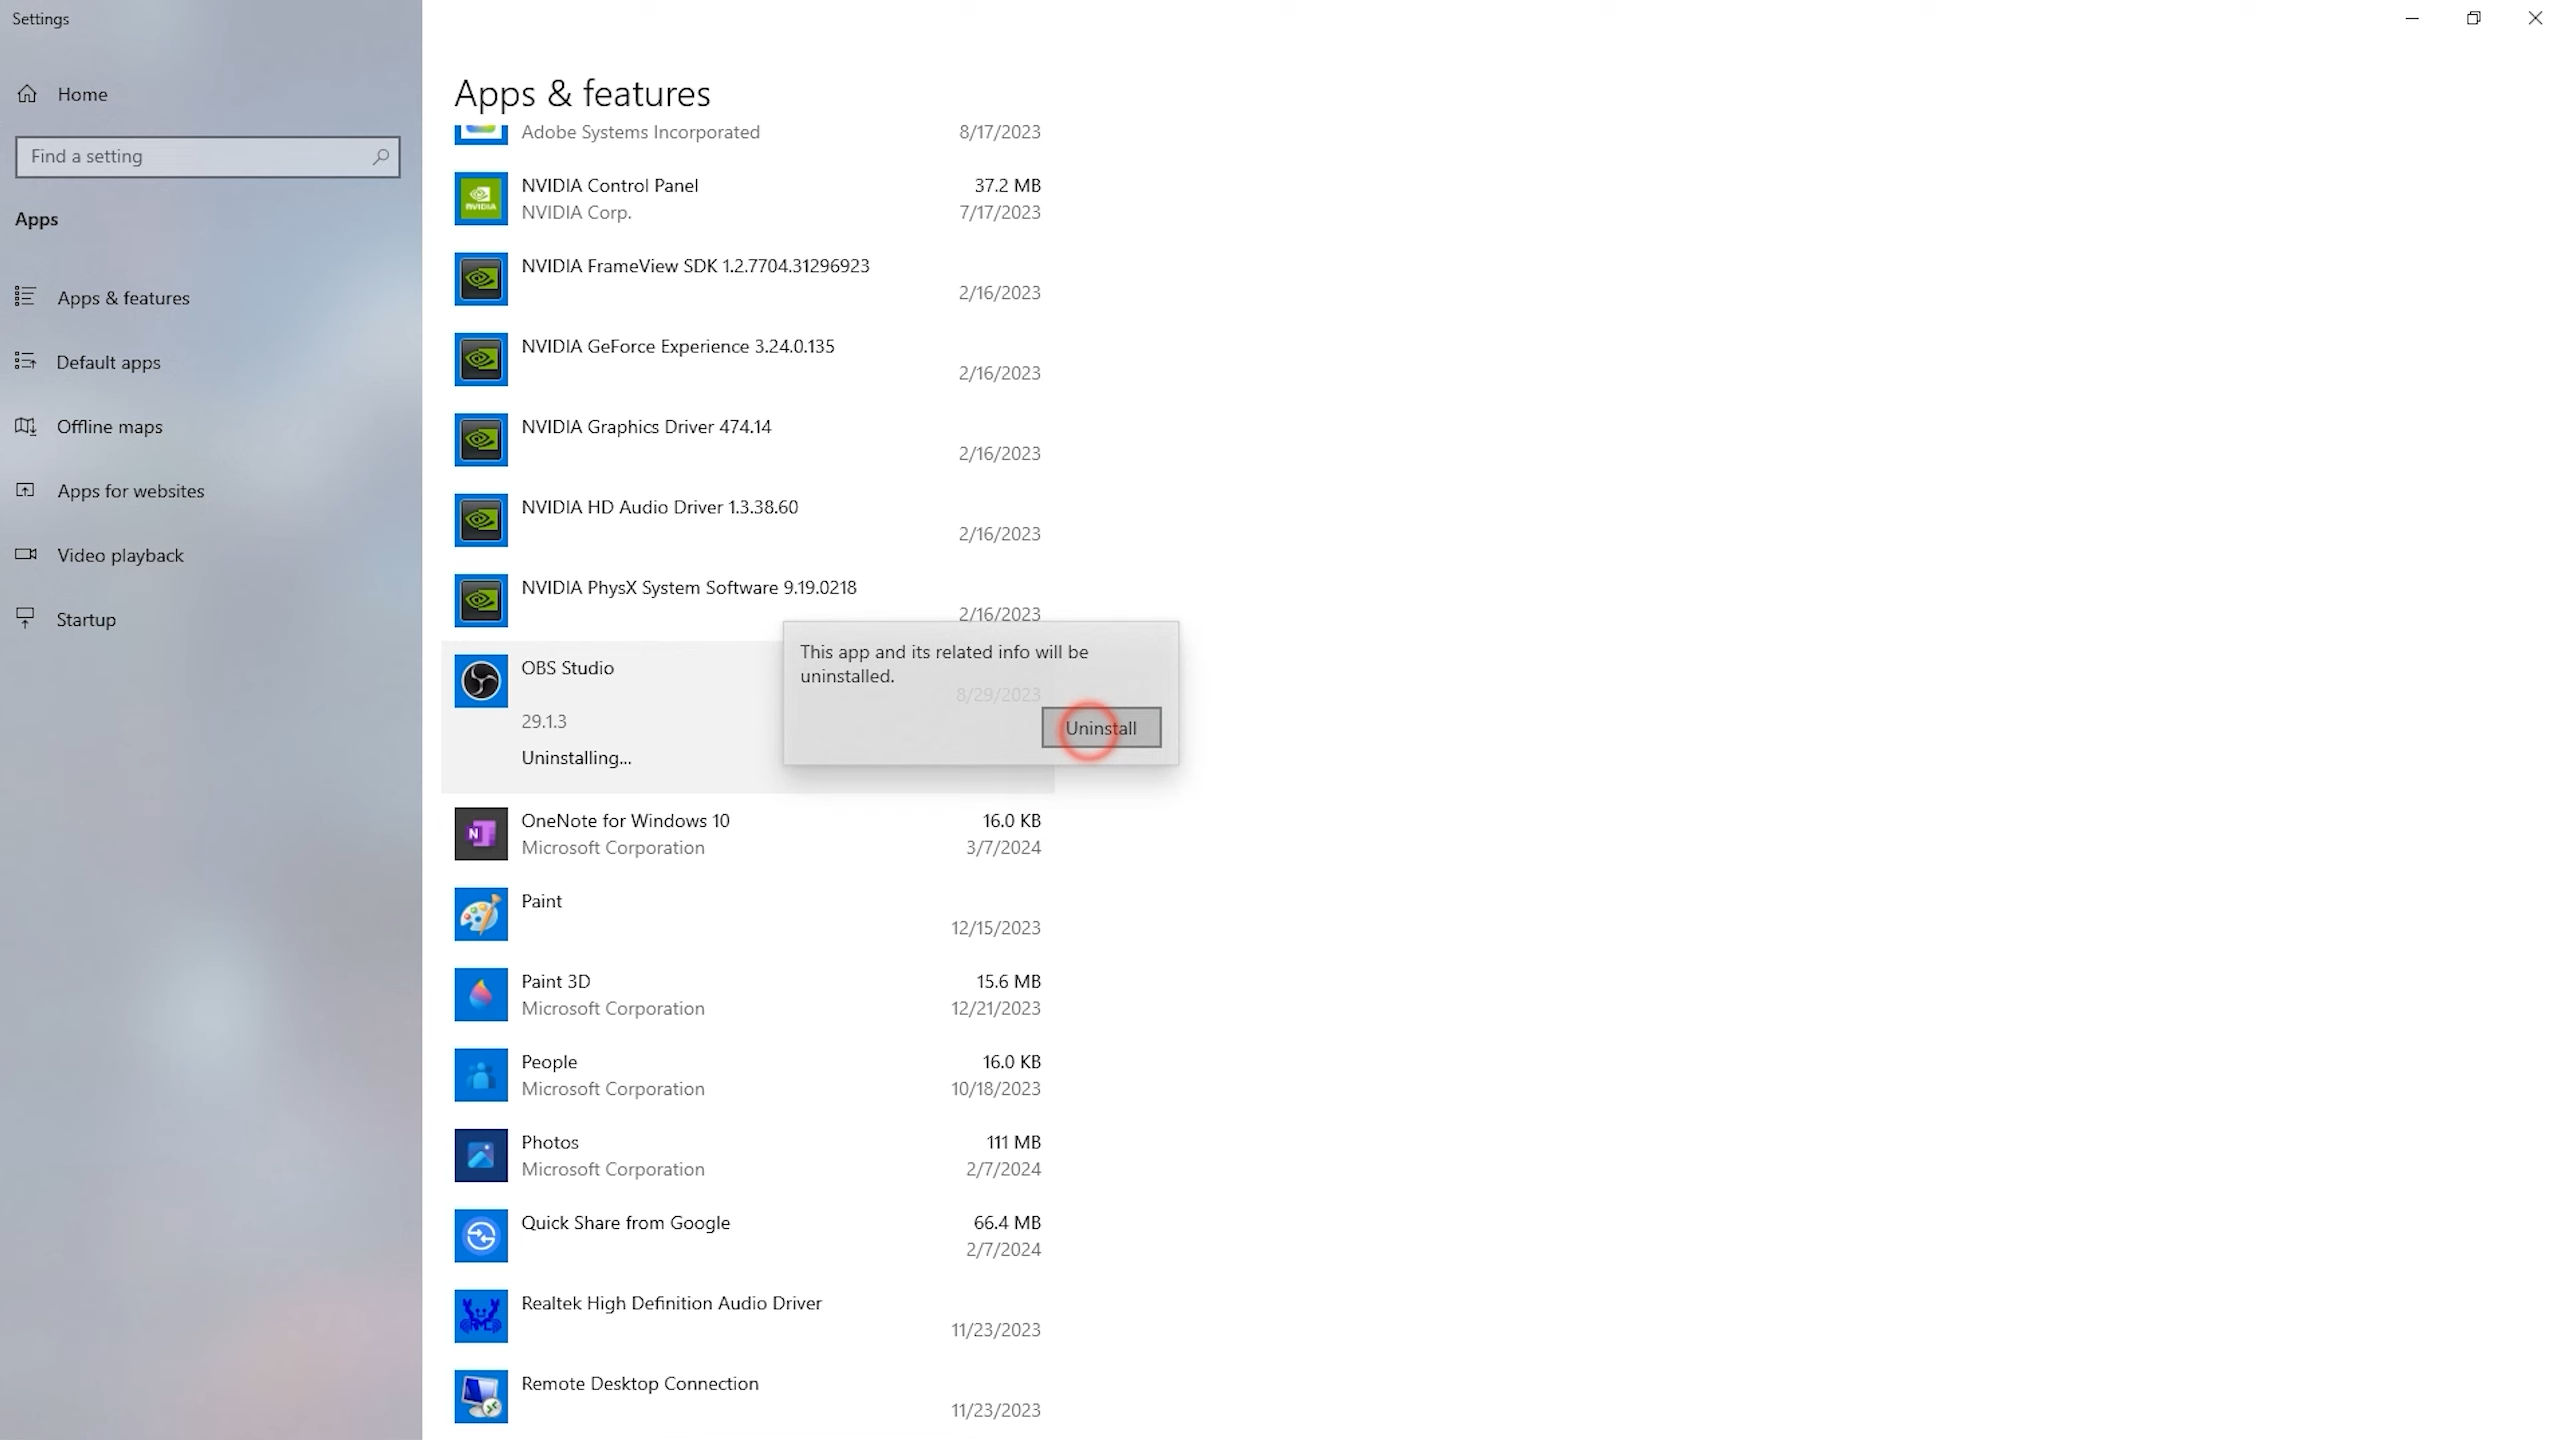 Settings
Home
Find a setting
Apps
Apps & features
Default apps
Offline maps
Apps for websites
Video playback
Startup
Apps & features
Adobe Systems Incorporated 8/17/2023
NVIDIA Control Panel 37.2 MB
NVIDIA Corp. 7/17/2023
NVIDIA FrameView SDK 1.2.7704.31296923
2/16/2023
NVIDIA GeForce Experience 3.24.0.135
2/16/2023
NVIDIA Graphics Driver 474.14
2/16/2023
NVIDIA HD Audio Driver 1.3.38.60
2/16/2023
NVIDIA PhysX System Software 9.19.0218
2/16/2023
OBS Studio
8/29/2023
29.1.3
Uninstalling...
This app and its related info will be
uninstalled.
Uninstall
OneNote for Windows 10 16.0 KB
Microsoft Corporation 3/7/2024
Paint
12/15/2023
Paint 3D 15.6 MB
Microsoft Corporation 12/21/2023
People 16.0 KB
Microsoft Corporation 10/18/2023
Photos 111 MB
Microsoft Corporation 2/7/2024
Quick Share from Google 66.4 MB
2/7/2024
Realtek High Definition Audio Driver
11/23/2023
Remote Desktop Connection
11/23/2023